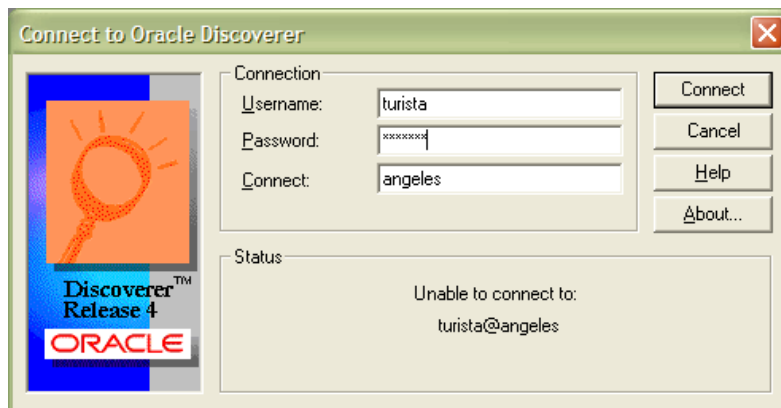 Connect to Oracle Discoverer
Connection
Username: turista
Password: *******
Connect: angeles
Connect
Cancel
Help
About...
Discoverer™
Release 4
ORACLE
Status
Unable to connect to:
turista@angeles